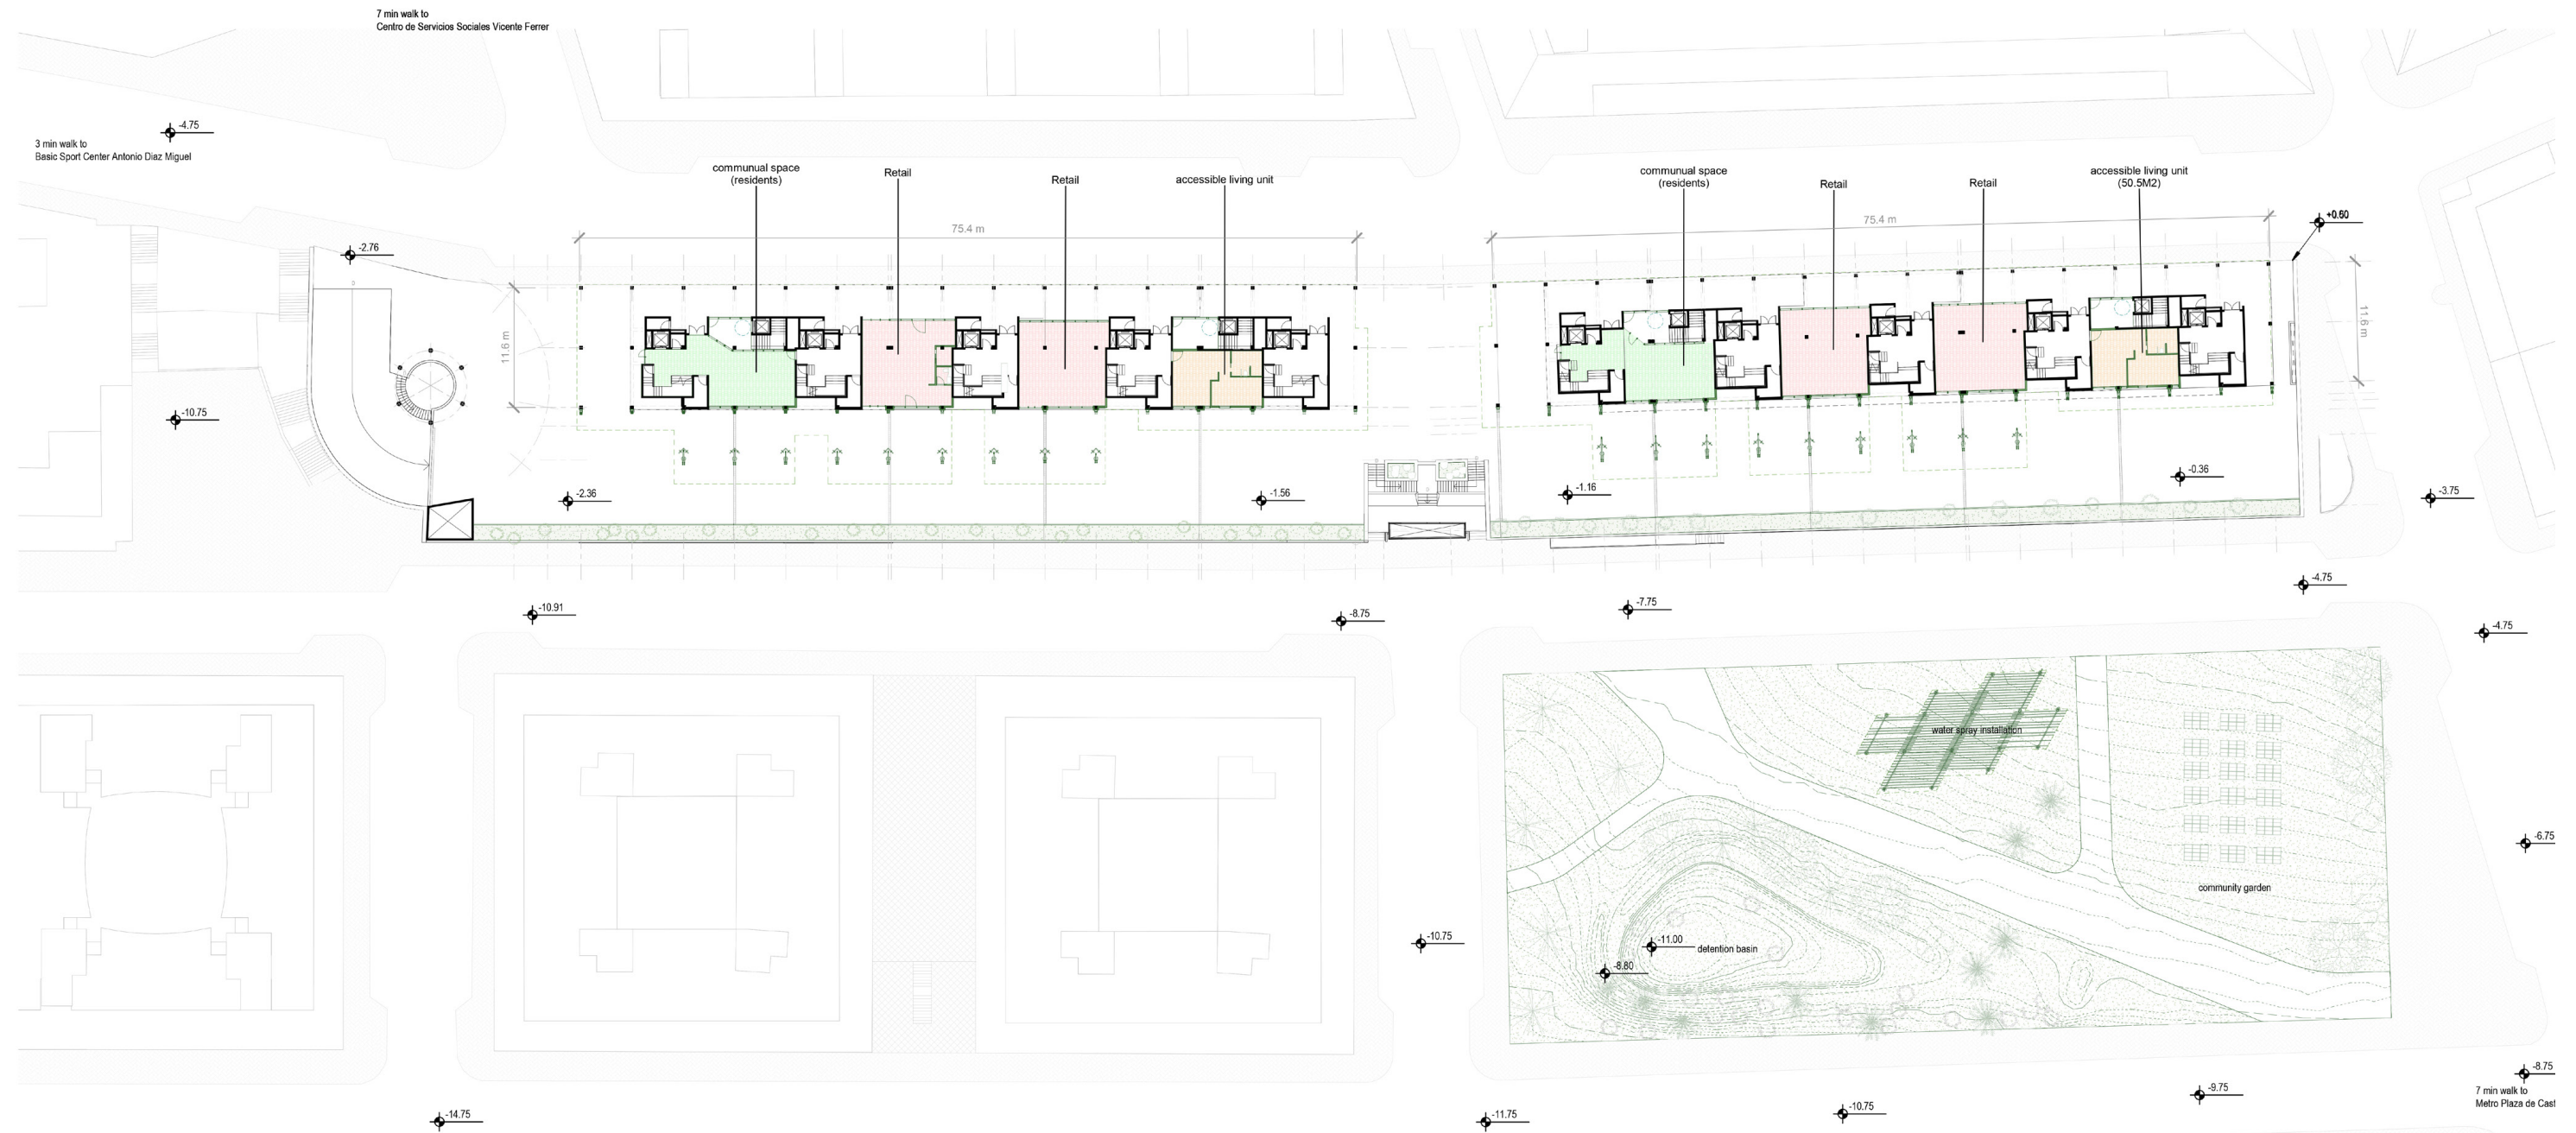 7 min walk to
Centro de Servicios Sociales Vicente Ferrer
-4.75
3 min walk to
Basic Sport Center Antonio Diaz Miguel
communual space
(residents)
Retail
Retail
accessible living unit
communual space
(residents)
Retail
Retail
accessible living unit
(50.5M2)
75.4 m
75.4 m
+0.60
-2.76
11.6 m
11.6 m
-10.75
-2.36
-1.56
-1.16
-0.36
-3.75
-10.91
-8.75
-7.75
-4.75
-4.75
water spray installation
-6.75
community garden
-10.75
-11.00
detention basin
-8.80
-8.75
7 min walk to
Metro Plaza de Cast
-9.75
-10.75
-11.75
-14.75